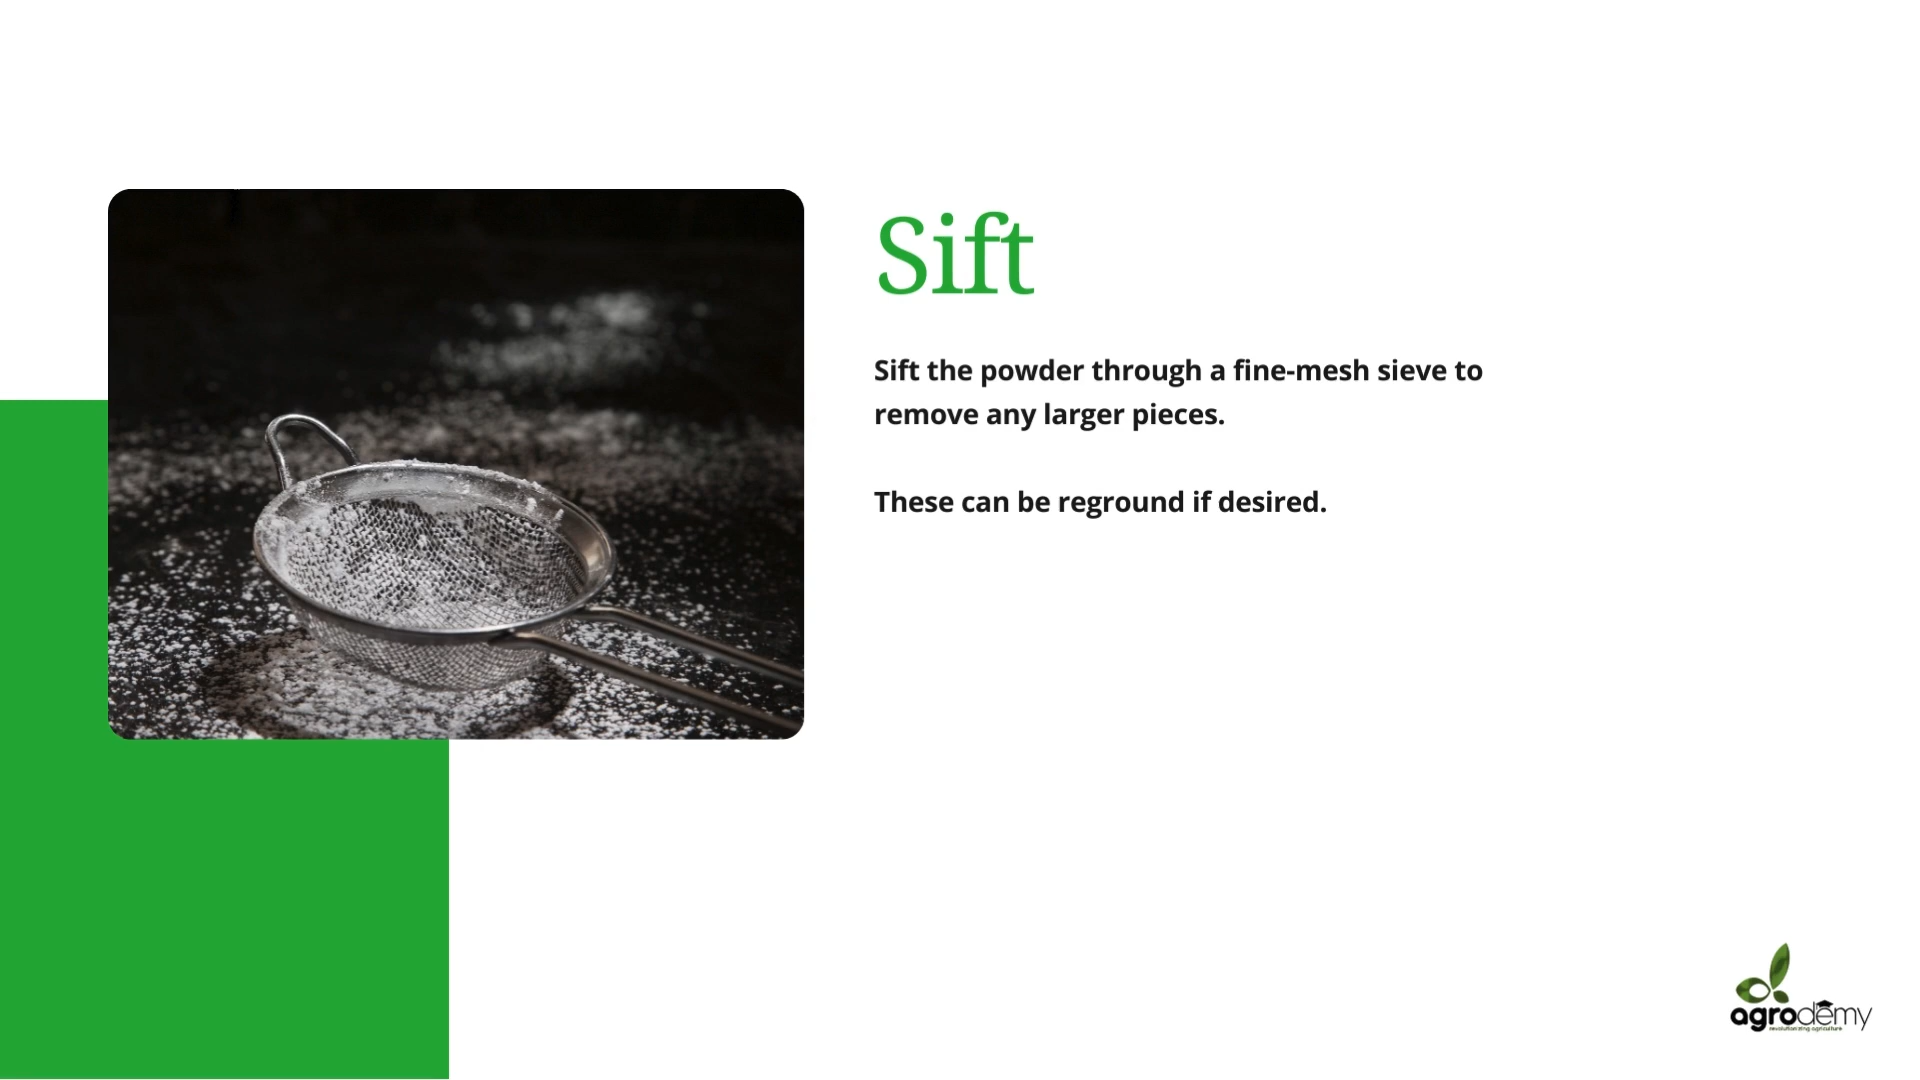 Sift
Sift the powder through a fine-mesh sieve to
remove any larger pieces.
These can be reground if desired.
agrodemy
revolutionizing agriculture